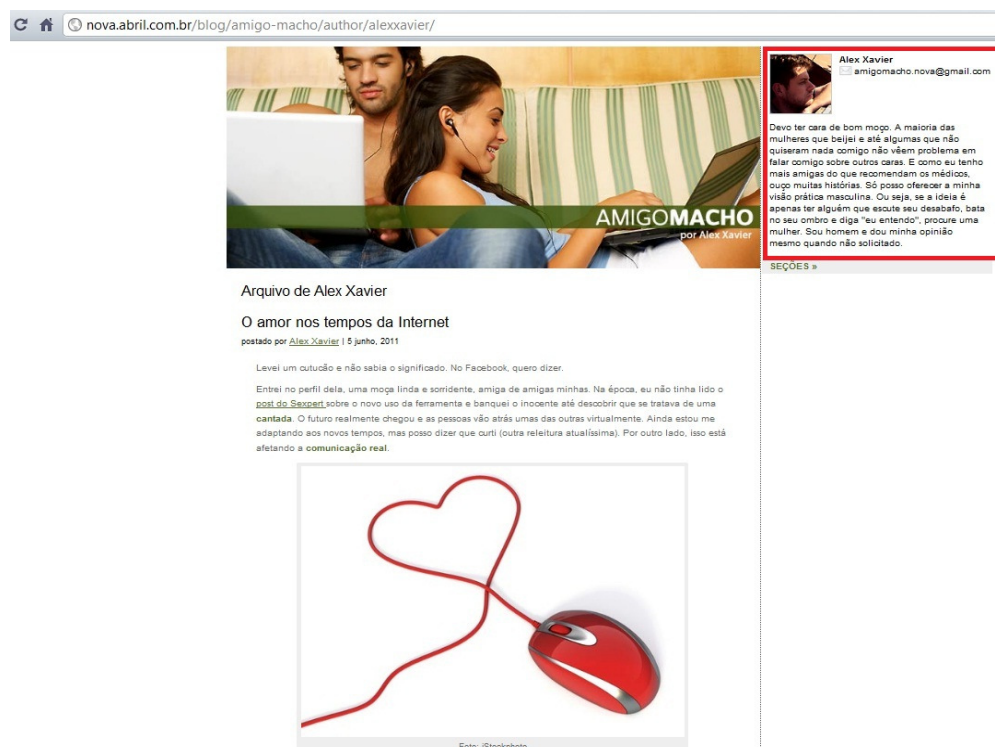 nova.abril.com.br/blog/amigo-macho/author/alexxavier/
AMIGOMACHO
por Alex Xavier
Alex Xavier
amigomacho.nova@gmail.com
Devo ter cara de bom moço. A maioria das
mulheres que beijei e até algumas que não
quiseram nada comigo não vêem problema em
falar comigo sobre outros caras. E como eu tenho
mais amigas do que recomendam os médicos,
ouço muitas histórias. Só posso oferecer a minha
visão prática masculina. Ou seja, se a ideia é
apenas ter alguém que escute seu desabafo, bata
no seu ombro e diga "eu entendo", procure uma
mulher. Sou homem e dou minha opinião
mesmo quando não solicitado.
SEÇÕES »
Arquivo de Alex Xavier
O amor nos tempos da Internet
postado por Alex Xavier | 5 junho, 2011
Levei um cutucão e não sabia o significado. No Facebook, quero dizer.
Entrei no perfil dela, uma moça linda e sorridente, amiga de amigas minhas. Na época, eu não tinha lido o
post do Sexpert sobre o novo uso da ferramenta e banquei o inocente até descobrir que se tratava de uma
cantada. O futuro realmente chegou e as pessoas vão atrás umas das outras virtualmente. Ainda estou me
adaptando aos novos tempos, mas posso dizer que curti (outra releitura atualíssima). Por outro lado, isso está
afetando a comunicação real.
Foto: iStockphoto